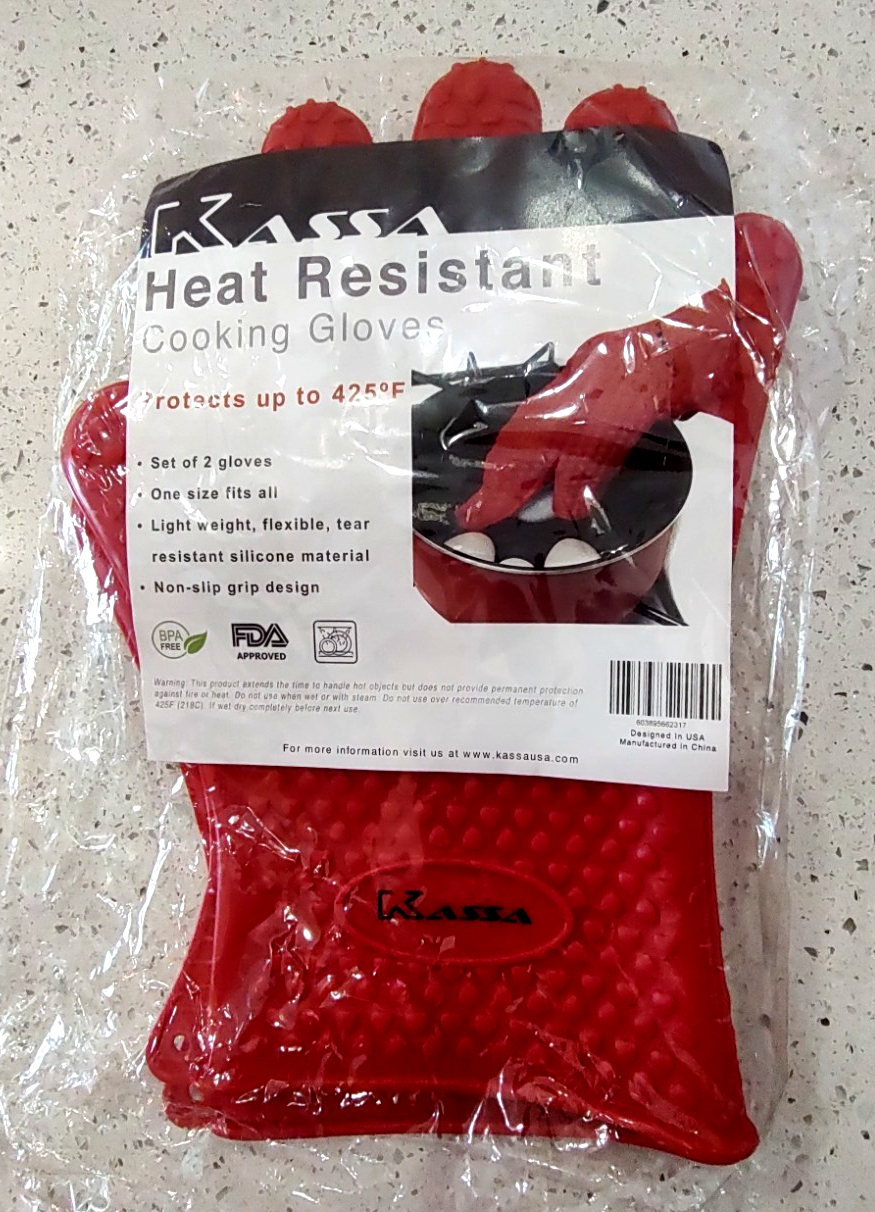 KASSA
Heat Resistant
Cooking Gloves
Protects up to 425ºF
• Set of 2 gloves
• One size fits all
• Light weight, flexible, tear
resistant silicone material
• Non-slip grip design
BPA
FREE
FDA
APPROVED
Warning: This product extends the time to handle hot objects but does not provide permanent protection
against fire or heat. Do not use when wet or with steam. Do not use over recommended temperature of
425F (218C). If wet dry completely before next use.
603895662317
Designed in USA
Manufactured in China
For more information visit us at www.kassausa.com
KASSA